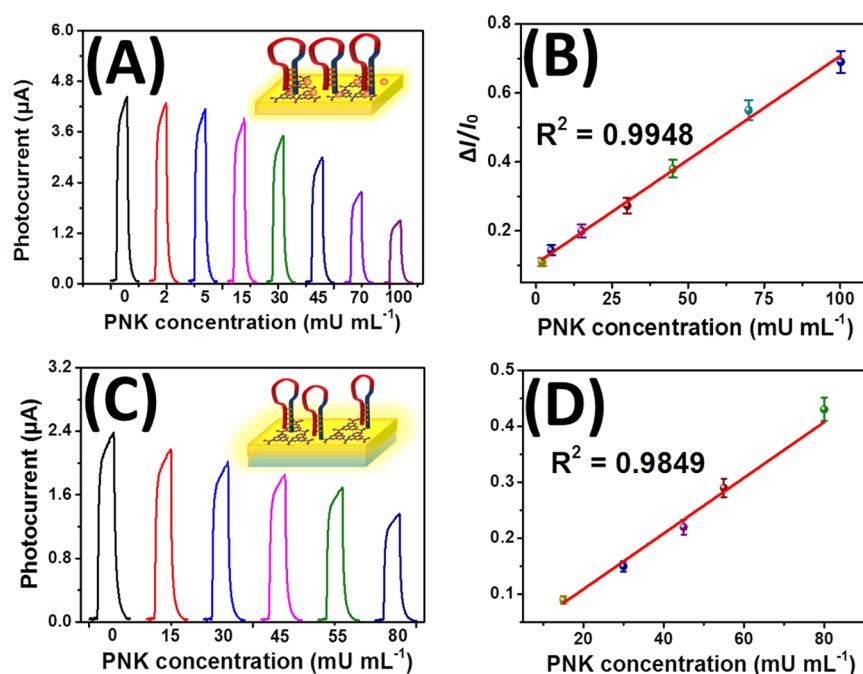 (A)
Photocurrent (µA)
6.0
4.8
3.6
2.4
1.2
0.0
0 2 5 15 30 45 70 100
PNK concentration (mU mL⁻¹)
(B)
ΔI/I₀
0.8
0.6
0.4
0.2
R² = 0.9948
0 25 50 75 100
PNK concentration (mU mL⁻¹)
(C)
Photocurrent (µA)
3.2
2.4
1.6
0.8
0.0
0 15 30 45 55 80
PNK concentration (mU mL⁻¹)
(D)
0.5
0.4
0.3
0.2
0.1
R² = 0.9849
20 40 60 80
PNK concentration (mU mL⁻¹)